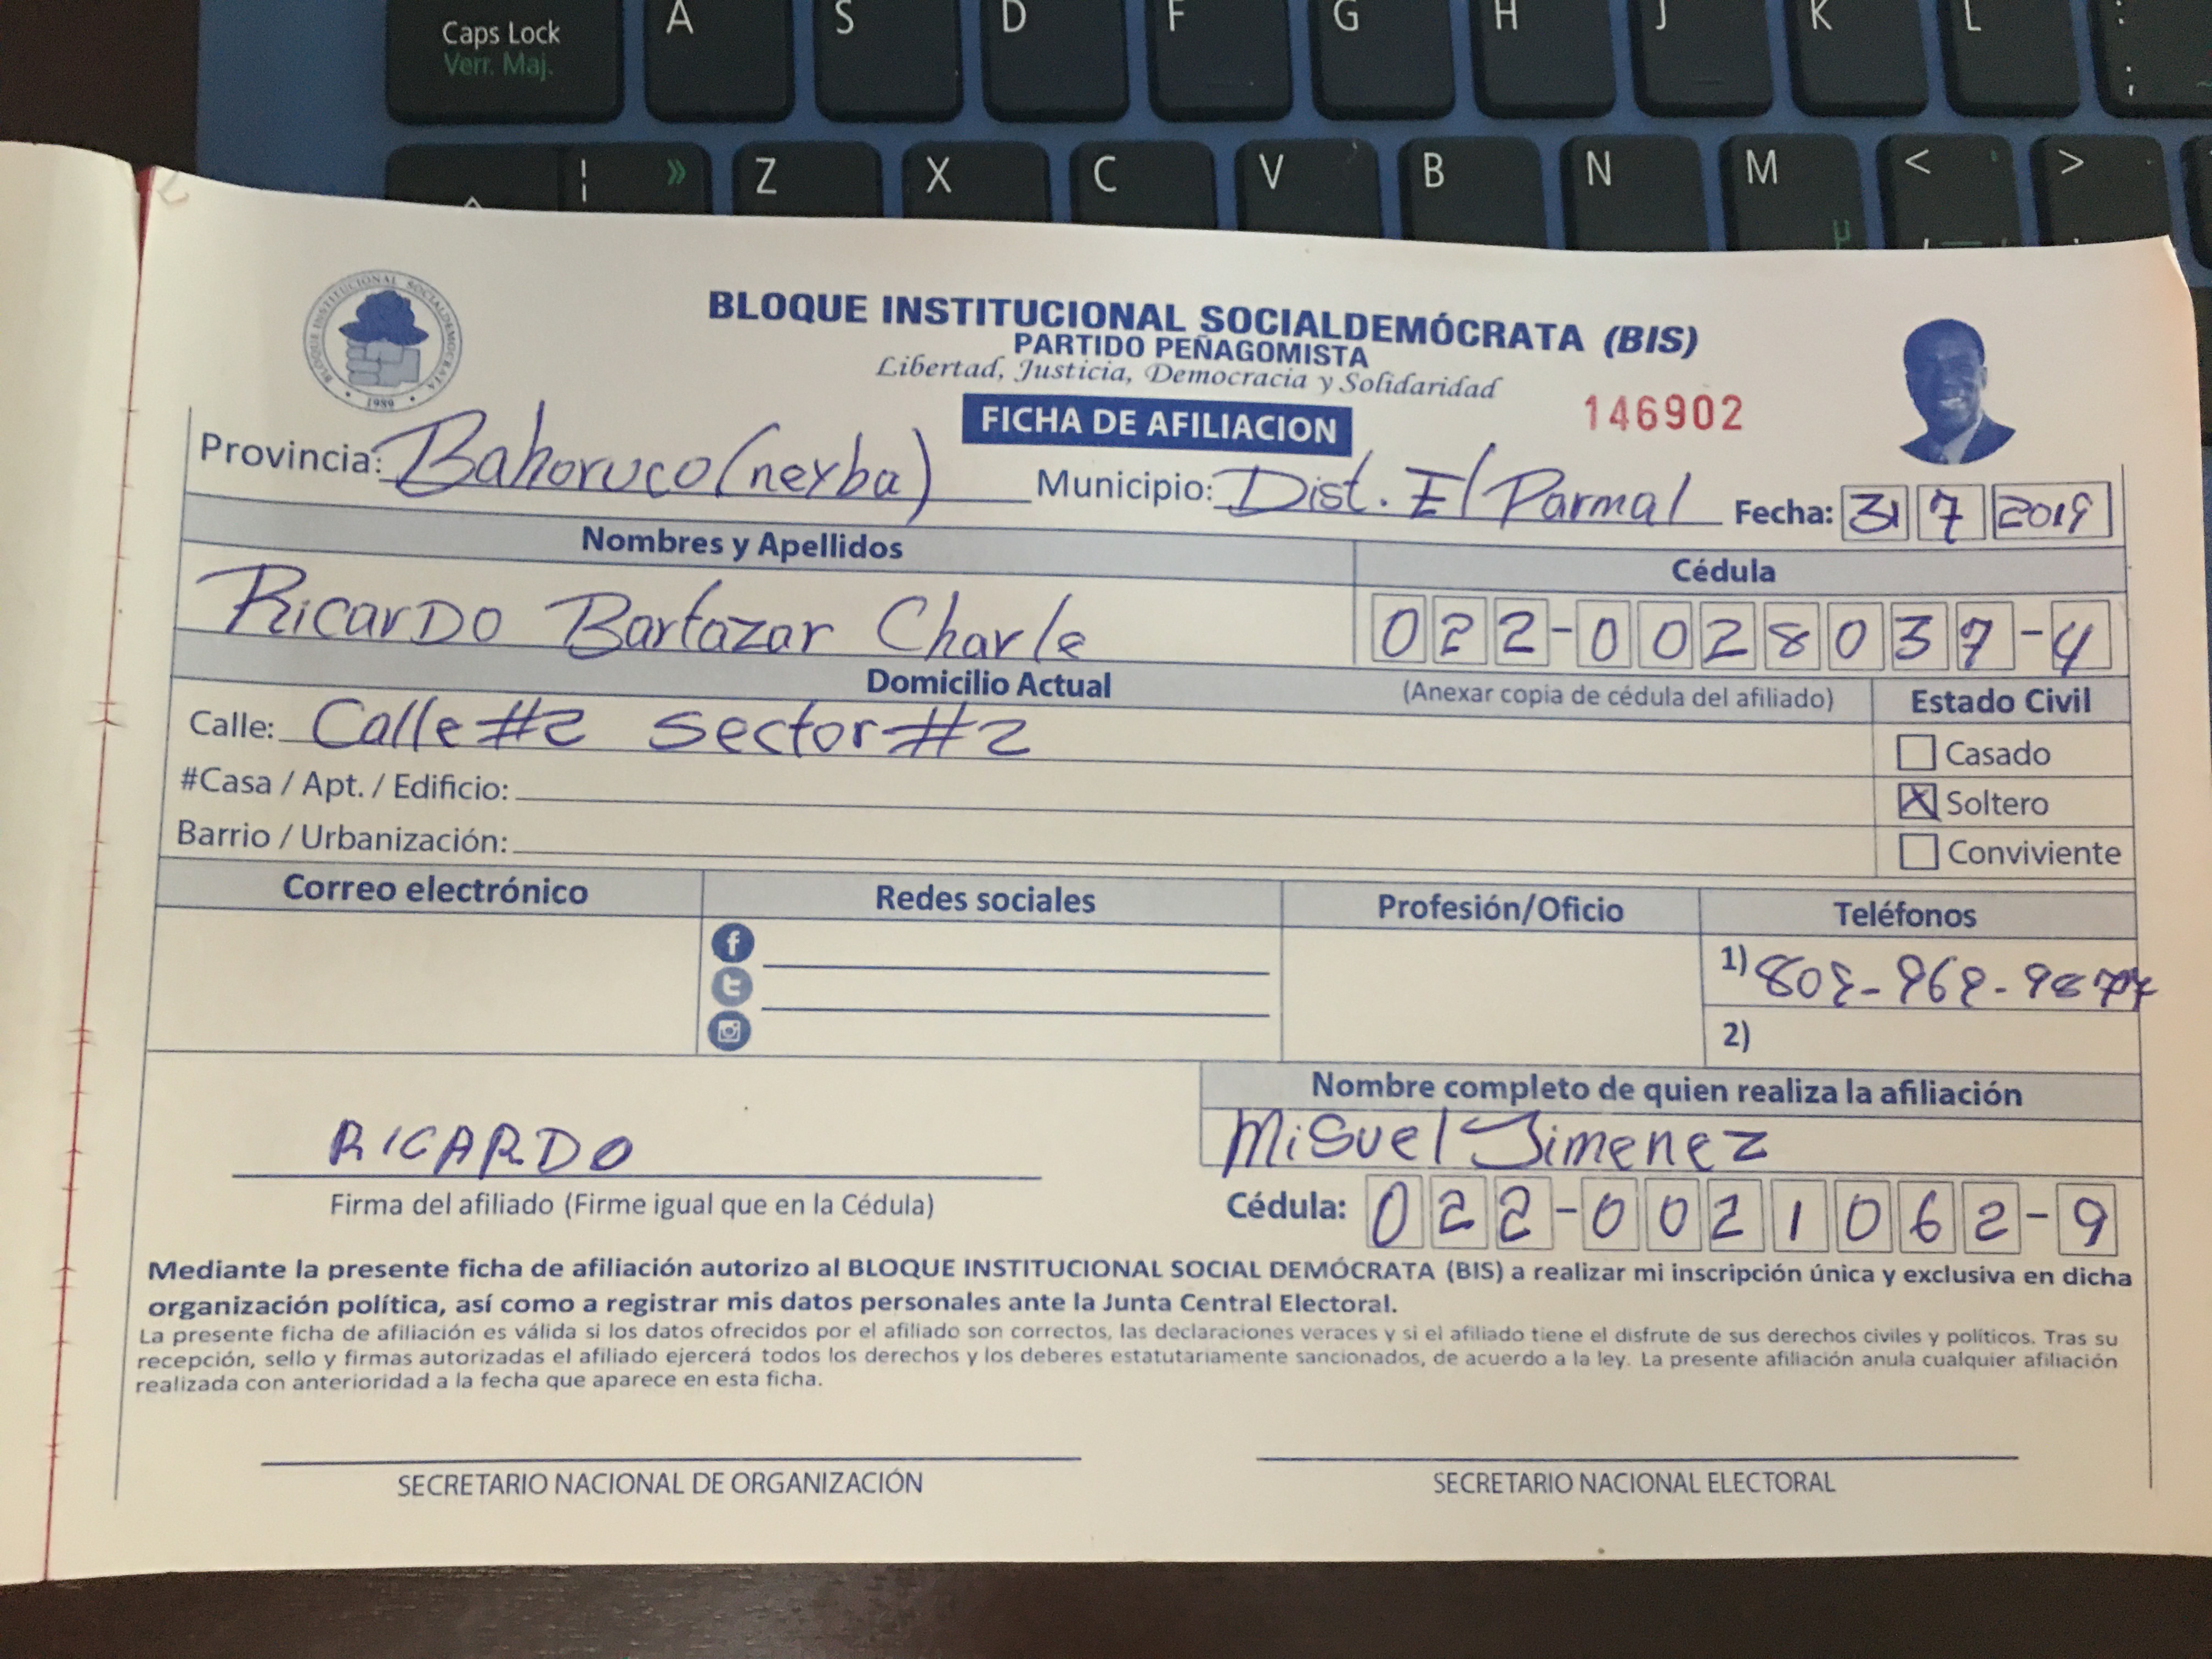 Caps Lock A S D F G H J K L : ;
Verr. Maj.
» Z X C V B N M < >
µ
BLOQUE INSTITUCIONAL SOCIALDEMÓCRATA
1989
BLOQUE INSTITUCIONAL SOCIALDEMÓCRATA (BIS)
PARTIDO PEÑAGOMISTA
Libertad, Justicia, Democracia y Solidaridad
FICHA DE AFILIACION 146902
Provincia: Bahoruco (neyba) Municipio: Dist. El Parmal Fecha: 31 7 2019
Nombres y Apellidos Cédula
Ricardo Bartazar Charle 022-0028037-4
Domicilio Actual (Anexar copia de cédula del afiliado) Estado Civil
Calle: Calle #2 sector #2
Casado
#Casa / Apt. / Edificio:
X Soltero
Barrio / Urbanización:
Conviviente
Correo electrónico Redes sociales Profesión/Oficio Teléfonos
f
1) 809-969-
t
2)
Nombre completo de quien realiza la afiliación
RICARDO Miguel Jimenez
Firma del afiliado (Firme igual que en la Cédula) Cédula: 022-0021062-9
Mediante la presente ficha de afiliación autorizo al BLOQUE INSTITUCIONAL SOCIAL DEMÓCRATA (BIS) a realizar mi inscripción única y exclusiva en dicha
organización política, así como a registrar mis datos personales ante la Junta Central Electoral.
La presente ficha de afiliación es válida si los datos ofrecidos por el afiliado son correctos, las declaraciones veraces y si el afiliado tiene el disfrute de sus derechos civiles y políticos. Tras su
recepción, sello y firmas autorizadas el afiliado ejercerá todos los derechos y los deberes estatutariamente sancionados, de acuerdo a la ley. La presente afiliación anula cualquier afiliación
realizada con anterioridad a la fecha que aparece en esta ficha.
SECRETARIO NACIONAL DE ORGANIZACIÓN SECRETARIO NACIONAL ELECTORAL